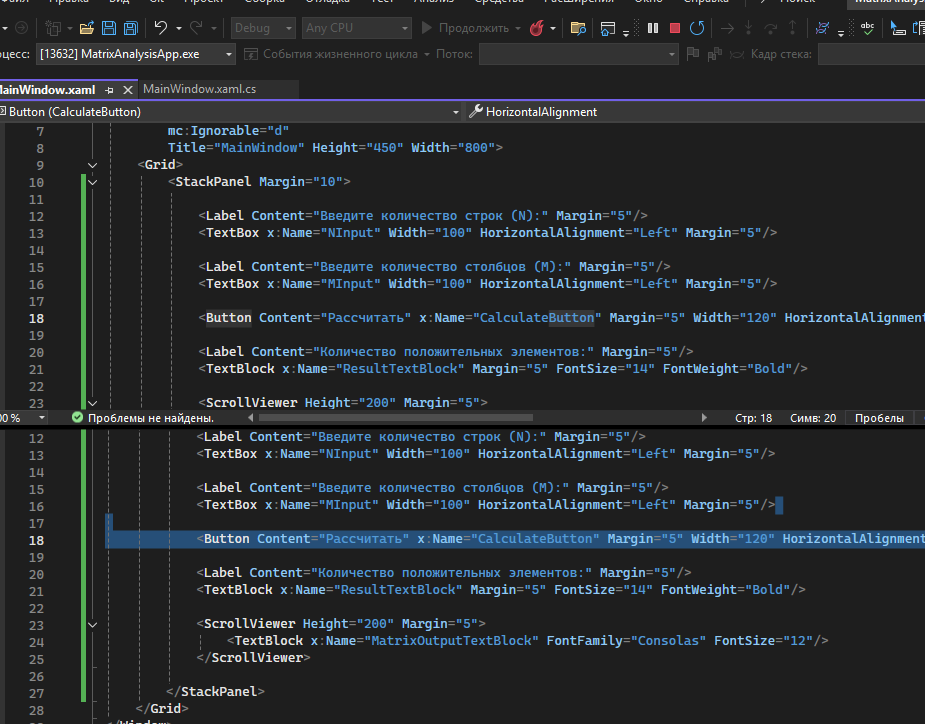 Правка
Вид
Git
Проект
Сборка
Отладка
Тест
Анализ
Средства
Расширения
Окно
Справка
Поиск
Debug Any CPU Продолжить
[13632] MatrixAnalysisApp.exe События жизненного цикла Поток: Кадр стека:
MainWindow.xaml MainWindow.xaml.cs
Button (CalculateButton) HorizontalAlignment
7 mc:Ignorable="d"
8 Title="MainWindow" Height="450" Width="800">
9 <Grid>
10 <StackPanel Margin="10">
11
12 <Label Content="Введите количество строк (N):" Margin="5"/>
13 <TextBox x:Name="NInput" Width="100" HorizontalAlignment="Left" Margin="5"/>
14
15 <Label Content="Введите количество столбцов (M):" Margin="5"/>
16 <TextBox x:Name="MInput" Width="100" HorizontalAlignment="Left" Margin="5"/>
17
18 <Button Content="Рассчитать" x:Name="CalculateButton" Margin="5" Width="120" HorizontalAlignment
19
20 <Label Content="Количество положительных элементов:" Margin="5"/>
21 <TextBlock x:Name="ResultTextBlock" Margin="5" FontSize="14" FontWeight="Bold"/>
22
23 <ScrollViewer Height="200" Margin="5">
00 % Проблемы не найдены. Стр: 18 Симв: 20 Пробелы
12 <Label Content="Введите количество строк (N):" Margin="5"/>
13 <TextBox x:Name="NInput" Width="100" HorizontalAlignment="Left" Margin="5"/>
14
15 <Label Content="Введите количество столбцов (M):" Margin="5"/>
16 <TextBox x:Name="MInput" Width="100" HorizontalAlignment="Left" Margin="5"/>
17
18 <Button Content="Рассчитать" x:Name="CalculateButton" Margin="5" Width="120" HorizontalAlignment
19
20 <Label Content="Количество положительных элементов:" Margin="5"/>
21 <TextBlock x:Name="ResultTextBlock" Margin="5" FontSize="14" FontWeight="Bold"/>
22
23 <ScrollViewer Height="200" Margin="5">
24 <TextBlock x:Name="MatrixOutputTextBlock" FontFamily="Consolas" FontSize="12"/>
25 </ScrollViewer>
26
27 </StackPanel>
28 </Grid>